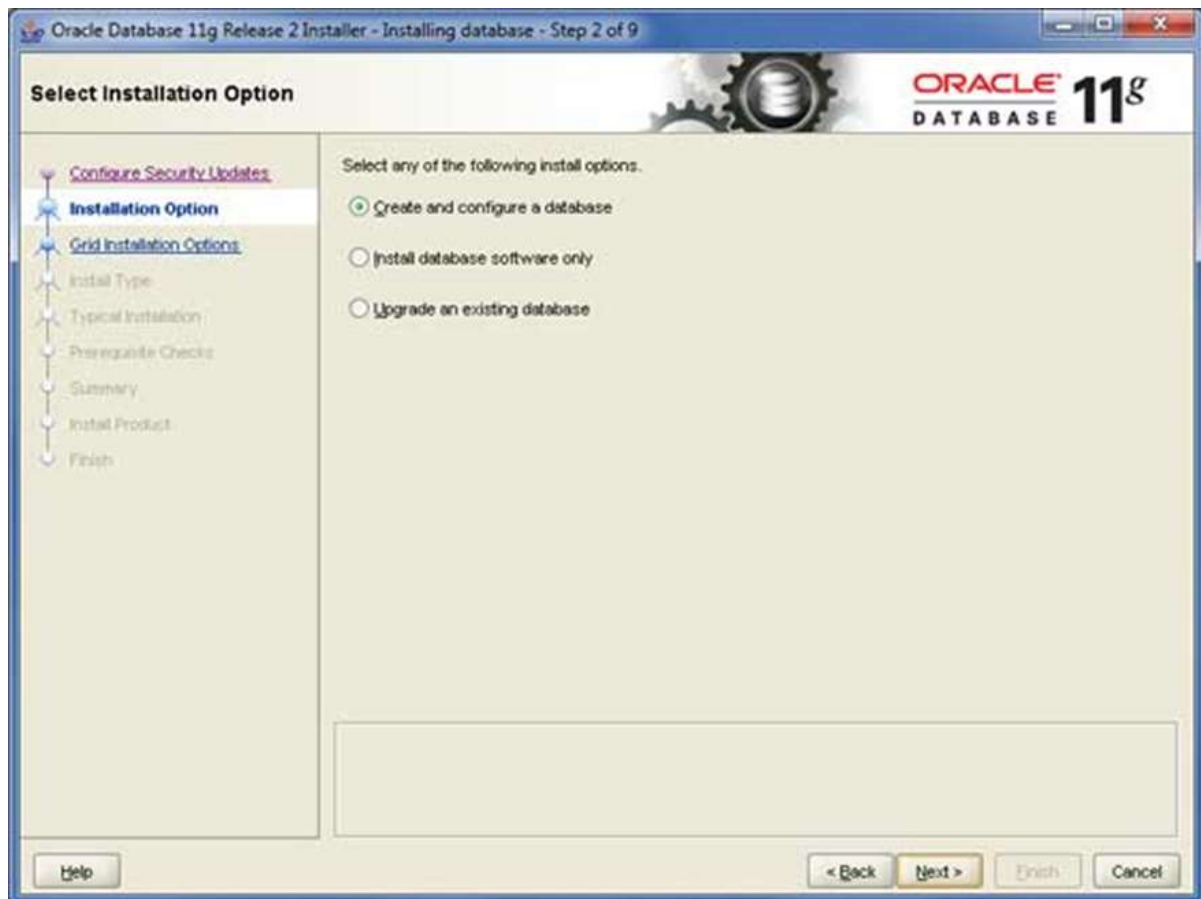 Oracle Database 11g Release 2 Installer - Installing database - Step 2 of 9
Select Installation Option
ORACLE
DATABASE
11g
Configure Security Updates
Installation Option
Grid Installation Options
Install Type
Typical Installation
Prerequisite Checks
Summary
Install Product
Finish
Select any of the following install options.
Create and configure a database
Install database software only
Upgrade an existing database
Help
< Back
Next >
Finish
Cancel